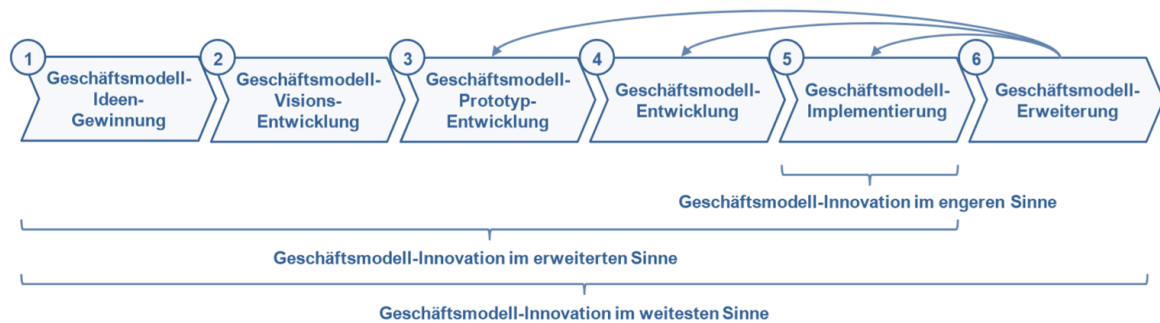 1
Geschäftsmodell-
Ideen-
Gewinnung
2
Geschäftsmodell-
Visions-
Entwicklung
3
Geschäftsmodell-
Prototyp-
Entwicklung
4
Geschäftsmodell-
Entwicklung
5
Geschäftsmodell-
Implementierung
6
Geschäftsmodell-
Erweiterung
Geschäftsmodell-Innovation im engeren Sinne
Geschäftsmodell-Innovation im erweiterten Sinne
Geschäftsmodell-Innovation im weitesten Sinne